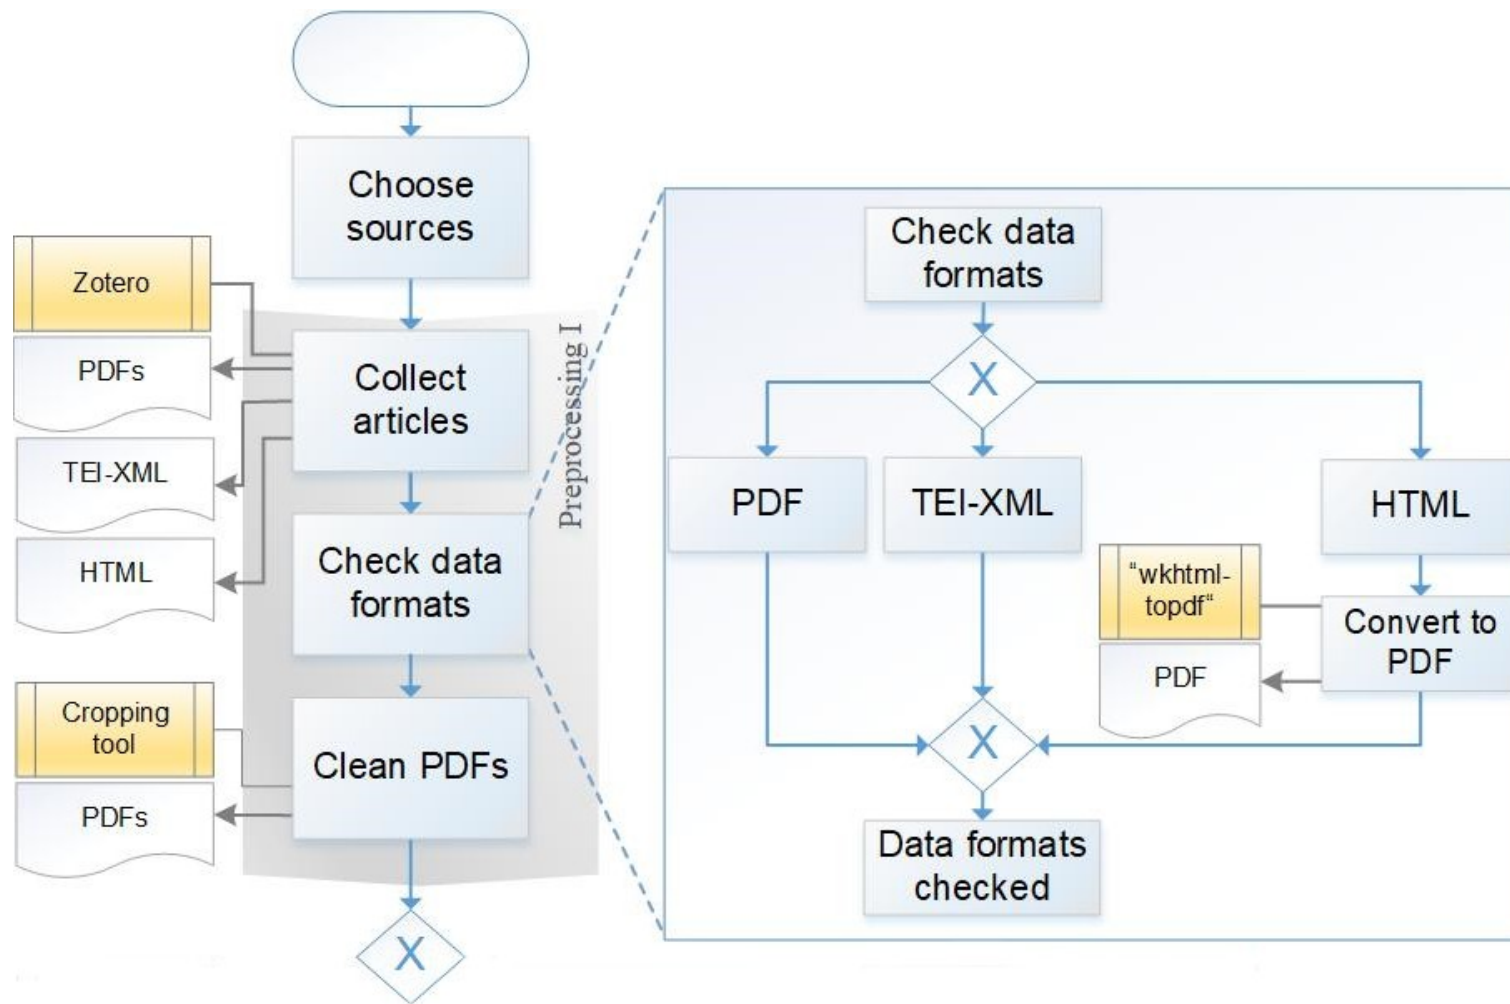 Choose
sources
Zotero
PDFs
TEI-XML
HTML
Collect
articles
Preprocessing I
Check data
formats
Cropping
tool
PDFs
Clean PDFs
X
Check data
formats
X
PDF
TEI-XML
HTML
“wkhtml-
topdf“
PDF
Convert to
PDF
X
Data formats
checked